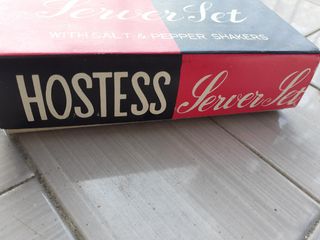 Server Set
WITH SALT & PEPPER SHAKERS
HOSTESS Server Set